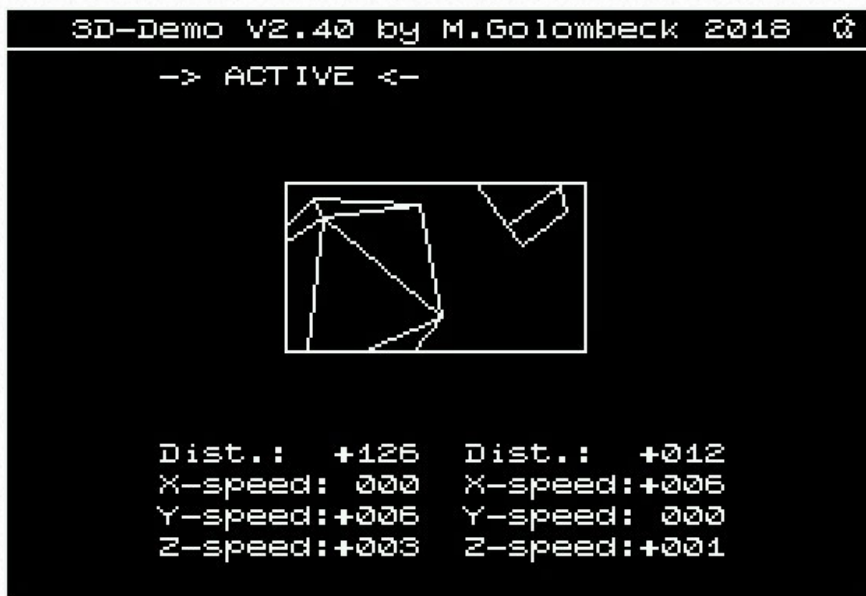 3D-Demo V2.40 by M.Golombeck 2018
-> ACTIVE <-
Dist.: +126 Dist.: +012
X-speed: 000 X-speed:+006
Y-speed:+006 Y-speed: 000
Z-speed:+003 Z-speed:+001